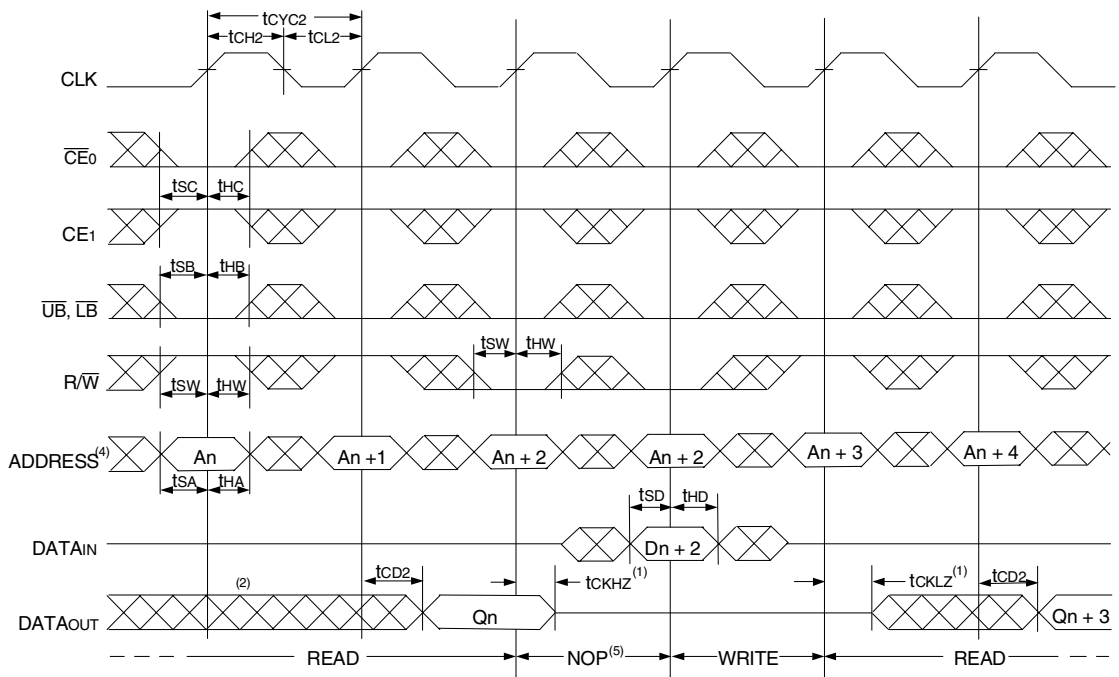 tCYC2
tCH2 tCL2
CLK
CE0
tSC tHC
CE1
tSB tHB
UB, LB
tSW tHW
R/W
tSW tHW
ADDRESS(4) An An +1 An + 2 An + 2 An + 3 An + 4
tSA tHA
tSD tHD
DATAIN Dn + 2
(2) tCD2 tCKHZ(1) tCKLZ(1) tCD2
DATAOUT Qn Qn + 3
READ NOP(5) WRITE READ